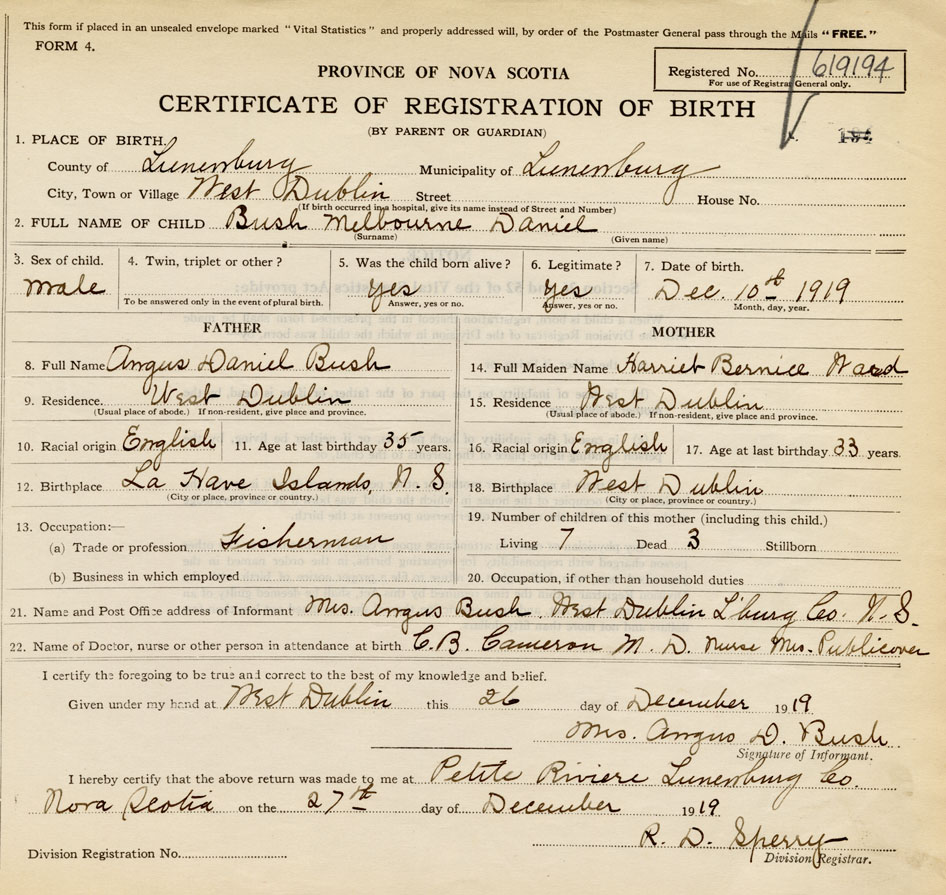 This form if placed in an unsealed envelope marked "Vital Statistics" and properly addressed will, by order of the Postmaster General pass through the Mails "FREE."
FORM 4.
PROVINCE OF NOVA SCOTIA
Registered No. 619194
For use of Registrar General only.
CERTIFICATE OF REGISTRATION OF BIRTH
(BY PARENT OR GUARDIAN)
194
1. PLACE OF BIRTH.
County of Lunenburg Municipality of Lunenburg
City, Town or Village West Dublin Street House No.
(If birth occurred in a hospital, give its name instead of Street and Number)
2. FULL NAME OF CHILD Bush Melbourne Daniel
(Surname) (Given name)
3. Sex of child. 4. Twin, triplet or other? 5. Was the child born alive? 6. Legitimate? 7. Date of birth.
male Yes Yes Dec. 10th 1919
To be answered only in the event of plural birth. Answer, yes or no. Answer, yes or no. Month, day, year.
FATHER MOTHER
8. Full Name Angus Daniel Bush 14. Full Maiden Name Harriet Bernice Ward
9. Residence. West Dublin 15. Residence West Dublin
(Usual place of abode.) If non-resident, give place and province. (Usual place of abode.) If non-resident, give place and province.
10. Racial origin English 11. Age at last birthday 35 years. 16. Racial origin English 17. Age at last birthday 33 years.
12. Birthplace La Have Islands, N. S. 18. Birthplace West Dublin
(City or place, province or country.) (City or place, province or country.)
13. Occupation:— 19. Number of children of this mother (including this child.)
(a) Trade or profession Fisherman Living 7 Dead 3 Stillborn
(b) Business in which employed 20. Occupation, if other than household duties
21. Name and Post Office address of Informant Mrs. Angus Bush. West Dublin L'burg Co. N. S.
22. Name of Doctor, nurse or other person in attendance at birth C. B. Cameron M. D. Nurse Mrs. Publicover
I certify the foregoing to be true and correct to the best of my knowledge and belief.
Given under my hand at West Dublin this 26 day of December 1919
Mrs. Angus D. Bush.
Signature of Informant.
I hereby certify that the above return was made to me at Petite Riviere Lunenburg Co.
Nova Scotia on the 27th day of December 1919
R. D. Sperry
Division Registrar.
Division Registration No.